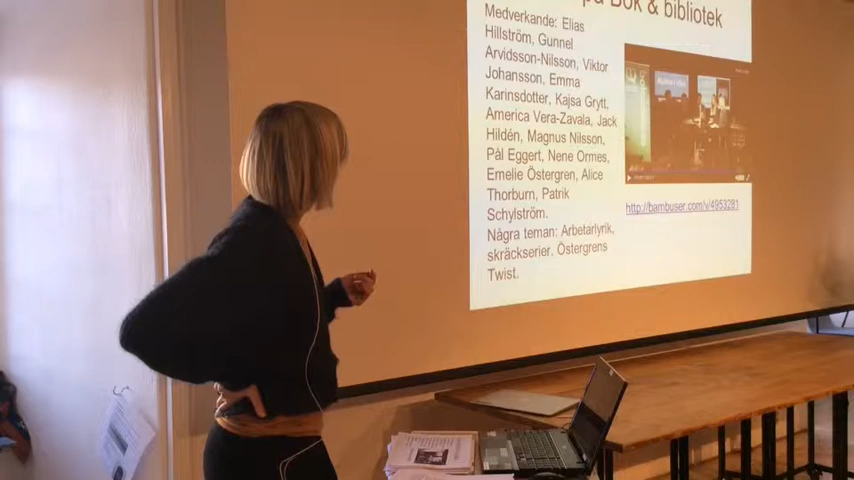 på Bok & bibliotek
Medverkande: Elias
Hillström, Gunnel
Arvidsson-Nilsson, Viktor
Johansson, Emma
Karinsdotter, Kajsa Grytt,
America Vera-Zavala, Jack
Hildén, Magnus Nilsson,
Pål Eggert, Nene Ormes,
Emelie Östergren, Alice
Thorburn, Patrik
Schylström.
Några teman: Arbetarlyrik,
skräckserier, Östergrens
Twist.
http://bambuser.com/v/4953281